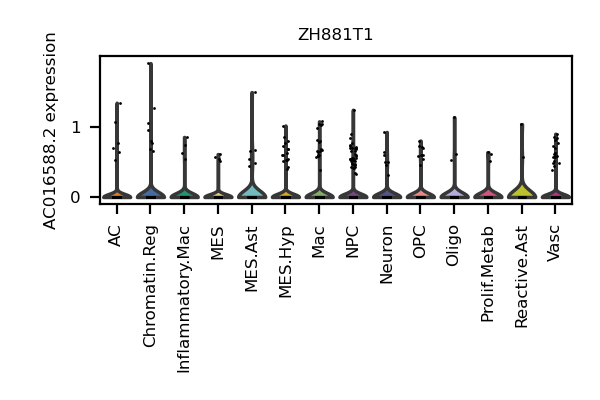 ZH881T1
AC016588.2 expression
1
0
AC
Chromatin.Reg
Inflammatory.Mac
MES
MES.Ast
MES.Hyp
Mac
NPC
Neuron
OPC
Oligo
Prolif.Metab
Reactive.Ast
Vasc